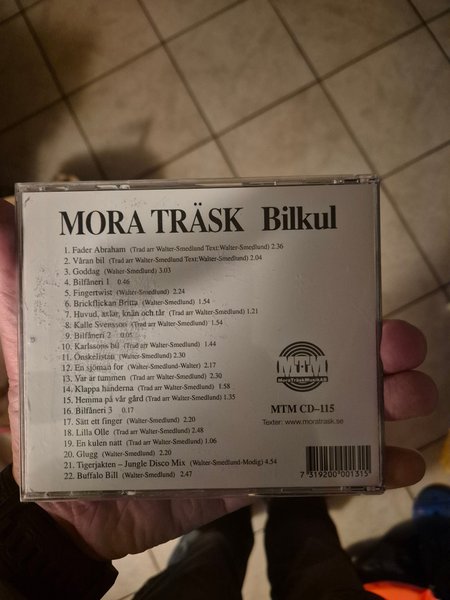 MORA TRÄSK Bilkul
1. Fader Abraham (Trad arr Walter-Smedlund Text: Walter-Smedlund) 2.36
2. Våran bil (Trad arr Walter-Smedlund Text: Walter-Smedlund) 2.04
3. Goddag (Walter-Smedlund) 3.03
4. Bilfåneri 1 0.46
5. Fingertwist (Walter-Smedlund) 2.24
6. Brickflickan Britta (Walter-Smedlund) 1.54
7. Huvud, axlar, knän och tår (Trad arr Walter-Smedlund) 1.21
8. Kalle Svensson (Trad arr Walter-Smedlund) 1.54
9. Bilfåneri 2 0.16
10. Karlssons bil (Trad arr Walter-Smedlund) 1.44
11. Önskelistan (Walter-Smedlund) 2.30
12. En sjöman för (Walter-Smedlund-Walter) 2.17
13. Var är tummen (Trad arr Walter-Smedlund) 2.30
14. Klappa händerna (Trad arr Walter-Smedlund) 1.58
15. Hemma på vår gård (Trad arr Walter-Smedlund) 1.35
16. Bilfåneri 3 0.17
17. Sätt ett finger (Walter-Smedlund) 2.20
18. Lilla Olle (Trad arr Walter-Smedlund) 2.48
19. En kulen natt (Trad arr Walter-Smedlund) 1.06
20. Glugg (Walter-Smedlund) 2.20
21. Tigerjakten – Jungle Disco Mix (Walter-Smedlund-Modig) 4.54
22. Buffalo Bill (Walter-Smedlund) 2.47
MTM
MoraTräskMusikAB
MTM CD–115
Texter: www.moratrask.se
7 319200 001315